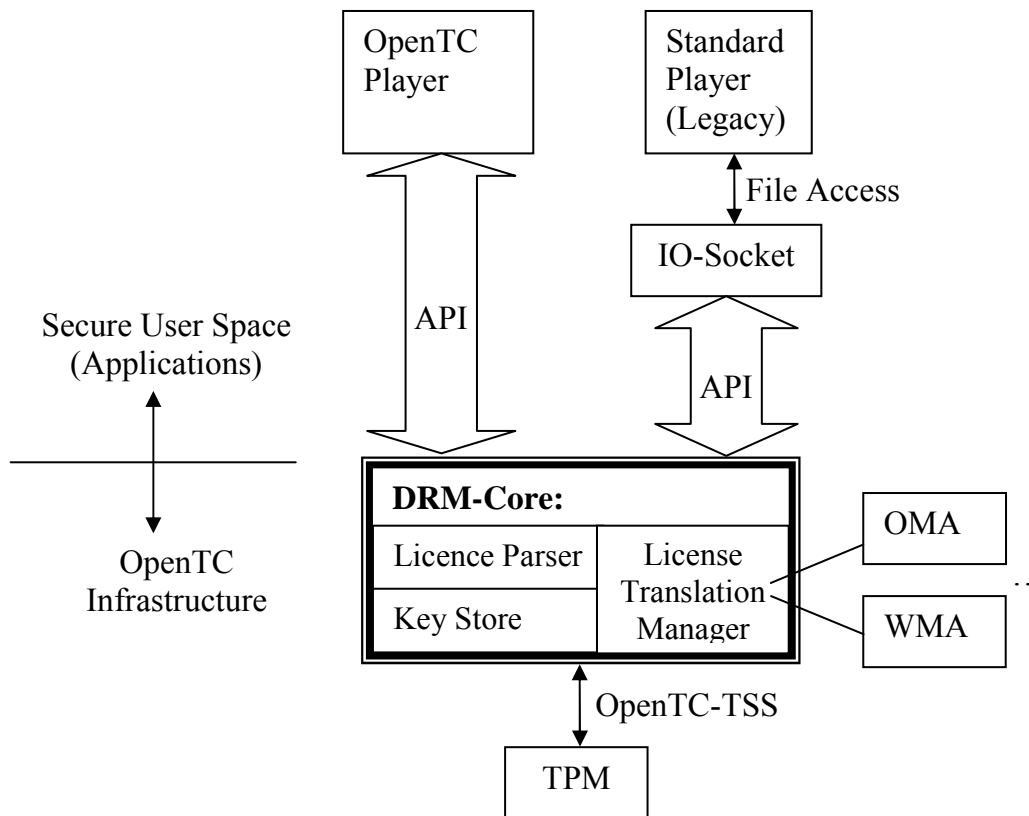 OpenTC
Player
Standard
Player
(Legacy)
File Access
IO-Socket
API
API
Secure User Space
(Applications)
OpenTC
Infrastructure
DRM-Core:
Licence Parser
Key Store
License
Translation
Manager
OMA
...
WMA
OpenTC-TSS
TPM